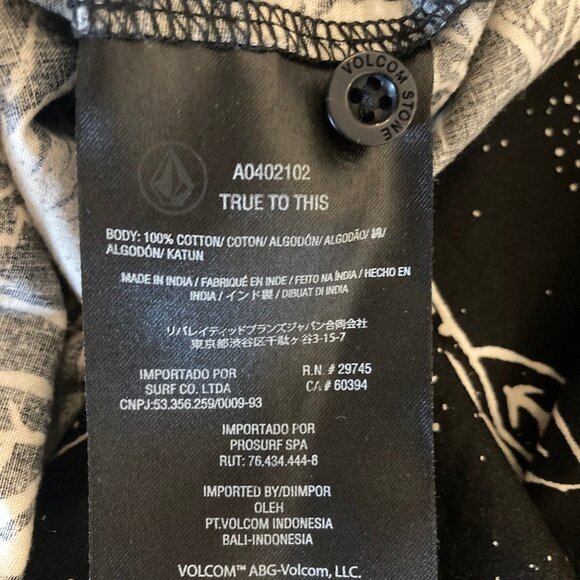 VOLCOM STONE
A0402102
TRUE TO THIS
BODY: 100% COTTON/ COTON/ ALGODÓN/ ALGODÃO/ 綿/
ALGODÓN/ KATUN
MADE IN INDIA / FABRIQUÉ EN INDE / FEITO NA ÍNDIA / HECHO EN
INDIA / インド製 / DIBUAT DI INDIA
リバレイティッドブランズジャパン合同会社
東京都渋谷区千駄ヶ谷3-15-7
IMPORTADO POR
SURF CO. LTDA
CNPJ:53.356.259/0009-93
R.N. # 29745
CA # 60394
IMPORTADO POR
PROSURF SPA
RUT: 76.434.444-8
IMPORTED BY/DIIMPOR
OLEH
PT.VOLCOM INDONESIA
BALI-INDONESIA
VOLCOM™ ABG-Volcom, LLC.